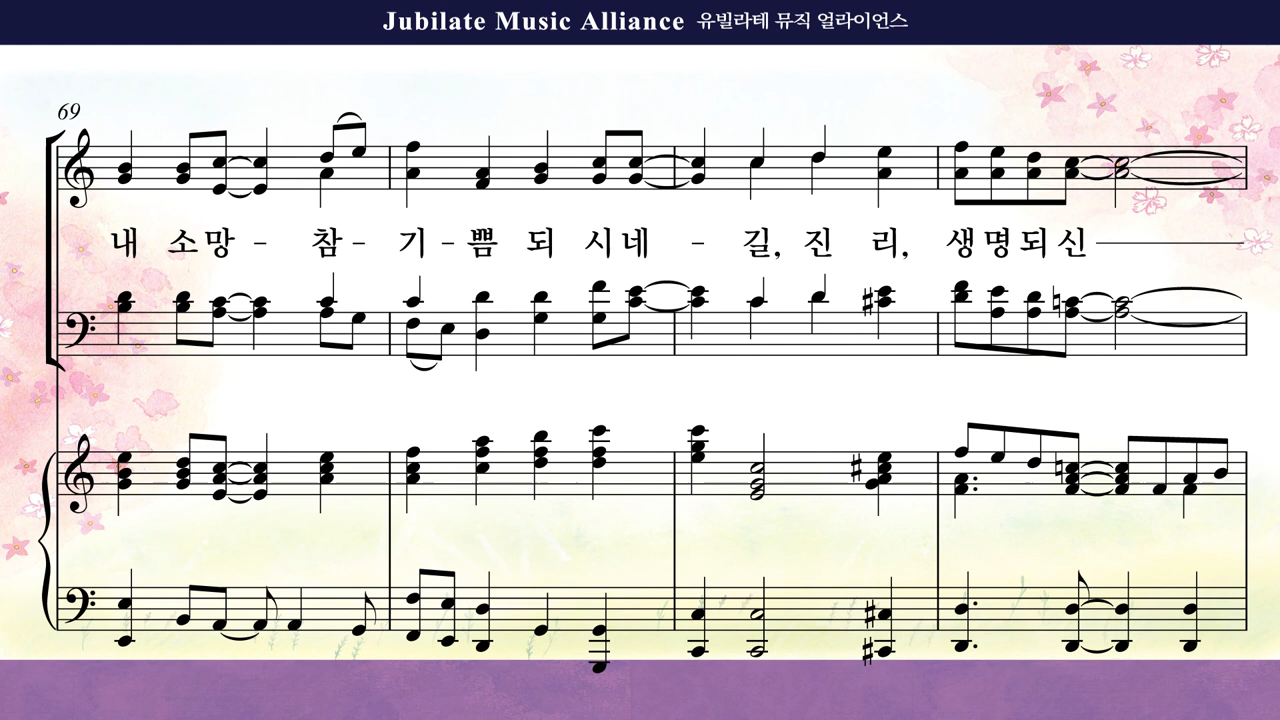 Jubilate Music Alliance 유빌라테 뮤직 얼라이언스
69
내 소망 - 참 - 기 - 쁨 되 시네 - 길, 진 리, 생명되신